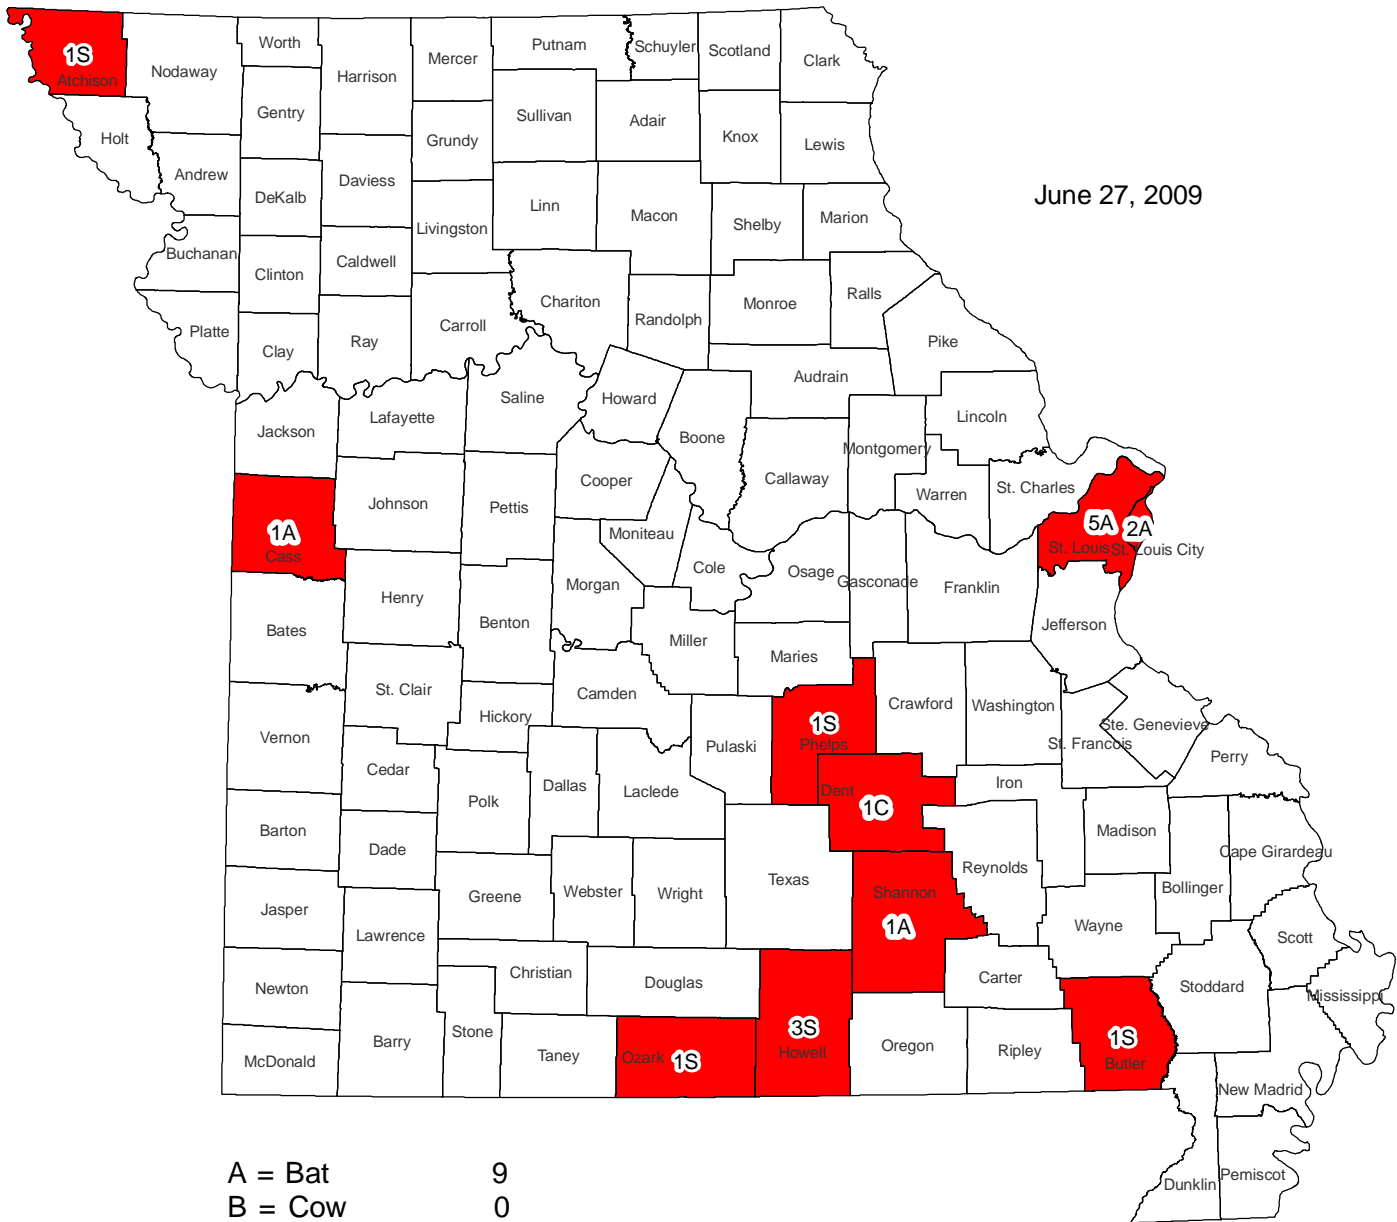 Worth Putnam Schuyler Scotland
1S Nodaway Harrison Mercer Clark
Atchison
Gentry Sullivan Adair
Holt Grundy Knox Lewis
Andrew DeKalb Daviess
Linn Macon Shelby Marion
June 27, 2009
Livingston
Buchanan Clinton Caldwell
Chariton Monroe Ralls
Platte Carroll Randolph
Clay Ray Pike
Audrain
Saline Howard
Jackson Lafayette Lincoln
Boone Montgomery
Cooper Callaway
Johnson Pettis Warren St. Charles
1A Moniteau 5A 2A
Cass St. Louis St. Louis City
Cole Osage Gasconade
Henry Morgan Franklin
Bates Benton Miller Jefferson
Maries
St. Clair Camden Crawford Washington
Hickory 1S Ste. Genevieve
Vernon Pulaski Phelps St. Francois
Cedar Perry
Polk Dallas Laclede Dent Iron
1C
Barton Madison
Dade Cape Girardeau
Greene Webster Wright Texas Shannon Reynolds Bollinger
Jasper
1A Wayne
Lawrence Scott
Christian Douglas Carter
Newton Stoddard Mississippi
Stone 3S 1S
Barry Taney Ozark 1S Howell Oregon Ripley Butler
McDonald
New Madrid
A = Bat 9
Dunklin Pemiscot
B = Cow 0